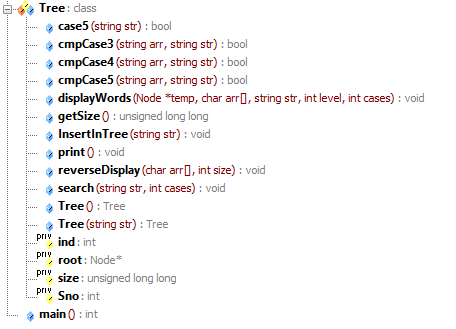 Tree : class
case5 (string str) : bool
cmpCase3 (string arr, string str) : bool
cmpCase4 (string arr, string str) : bool
cmpCase5 (string arr, string str) : bool
displayWords (Node *temp, char arr[], string str, int level, int cases) : void
getSize () : unsigned long long
InsertInTree (string str) : void
print () : void
reverseDisplay (char arr[], int size) : void
search (string str, int cases) : void
Tree () : Tree
Tree (string str) : Tree
priv ind : int
priv root : Node*
priv size : unsigned long long
priv Sno : int
main () : int